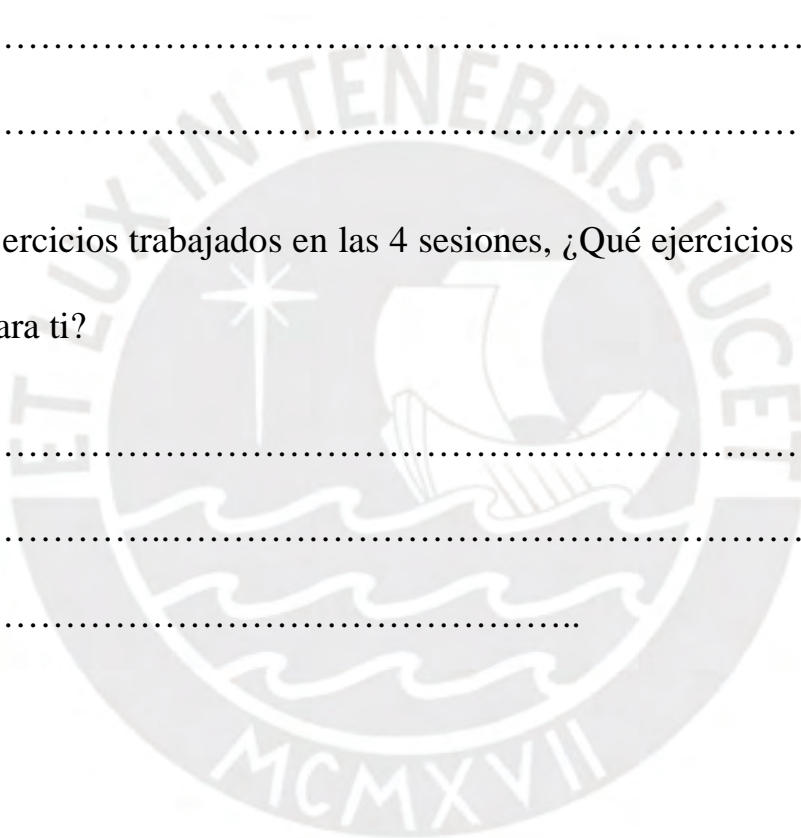 ……………………………………………………..…………………
………………………………………………………………………
ercicios trabajados en las 4 sesiones, ¿Qué ejercicios
ara ti?
………………………………………………………………………
……………..………………………………………………………
……………………………………………………..
ET LUX IN TENEBRIS LUCET
MCMXVII